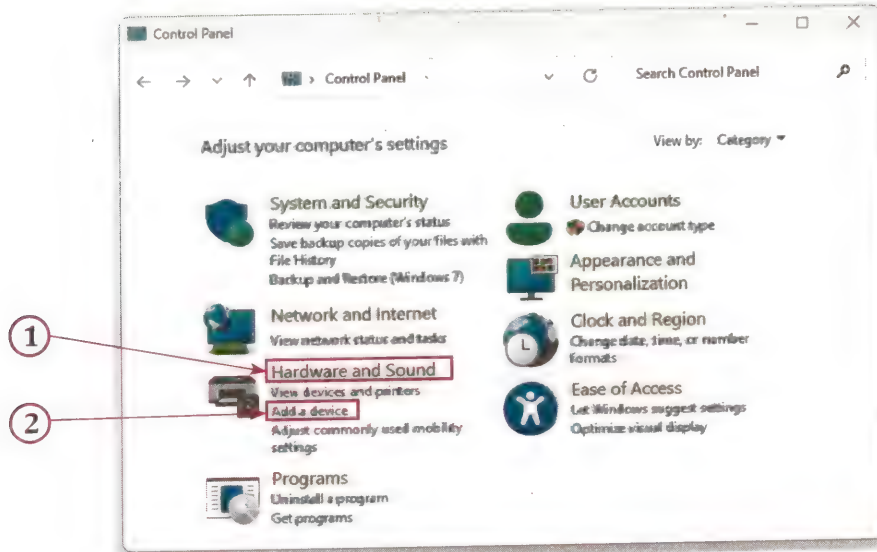 Control Panel
Control Panel
Search Control Panel
Adjust your computer's settings
View by: Category
System and Security
Review your computer's status
Save backup copies of your files with
File History
Backup and Restore (Windows 7)
Network and Internet
View network status and tasks
Hardware and Sound
View devices and printers
Add a device
Adjust commonly used mobility
settings
Programs
Uninstall a program
Get programs
User Accounts
Change account type
Appearance and
Personalization
Clock and Region
Change date, time, or number
formats
Ease of Access
Let Windows suggest settings
Optimize visual display
1
2